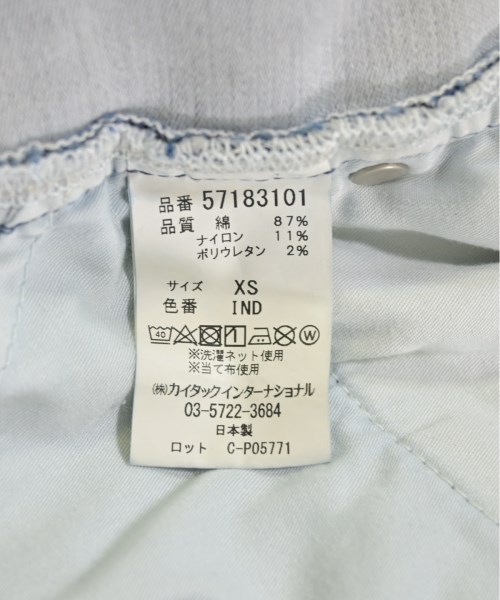 品番 57183101
品質 綿 87%
ナイロン 11%
ポリウレタン 2%
サイズ XS
色番 IND
40 W
※洗濯ネット使用
※当て布使用
㈱カイタックインターナショナル
03-5722-3684
日本製
ロット C-P05771